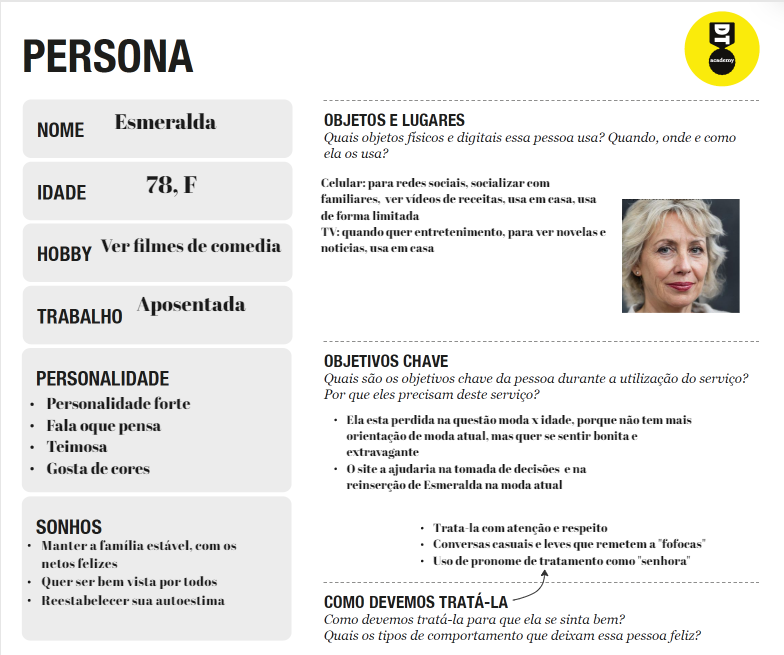 PERSONA
DT
academy
NOME Esmeralda
IDADE 78, F
HOBBY Ver filmes de comedia
TRABALHO Aposentada
PERSONALIDADE
• Personalidade forte
• Fala oque pensa
• Teimosa
• Gosta de cores
SONHOS
• Manter a família estável, com os
netos felizes
• Quer ser bem vista por todos
• Reestabelecer sua autoestima
OBJETOS E LUGARES
Quais objetos físicos e digitais essa pessoa usa? Quando, onde e como
ela os usa?
Celular: para redes sociais, socializar com
familiares, ver vídeos de receitas, usa em casa, usa
de forma limitada
TV: quando quer entretenimento, para ver novelas e
noticias, usa em casa
OBJETIVOS CHAVE
Quais são os objetivos chave da pessoa durante a utilização do serviço?
Por que eles precisam deste serviço?
• Ela esta perdida na questão moda x idade, porque não tem mais
orientação de moda atual, mas quer se sentir bonita e
extravagante
• O site a ajudaria na tomada de decisões e na
reinserção de Esmeralda na moda atual
• Trata-la com atenção e respeito
• Conversas casuais e leves que remetem a "fofocas"
• Uso de pronome de tratamento como "senhora"
COMO DEVEMOS TRATÁ-LA
Como devemos tratá-la para que ela se sinta bem?
Quais os tipos de comportamento que deixam essa pessoa feliz?